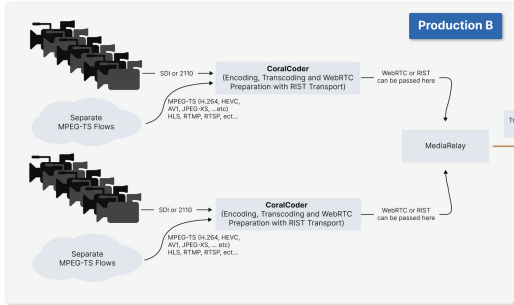 Production B
CoralCoder
(Encoding, Transcoding and WebRTC
Preparation with RIST Transport)
SDI or 2110
WebRTC or RIST
can be passed here
MPEG-TS (H.264, HEVC,
AV1, JPEG-XS, ...etc)
HLS, RTMP, RTSP, ect...
Separate
MPEG-TS Flows
MediaRelay
CoralCoder
(Encoding, Transcoding and WebRTC
Preparation with RIST Transport)
SDI or 2110
WebRTC or RIST
can be passed here
MPEG-TS (H.264, HEVC,
AV1, JPEG-XS, ... etc)
HLS, RTMP, RTSP, ect...
Separate
MPEG-TS Flows